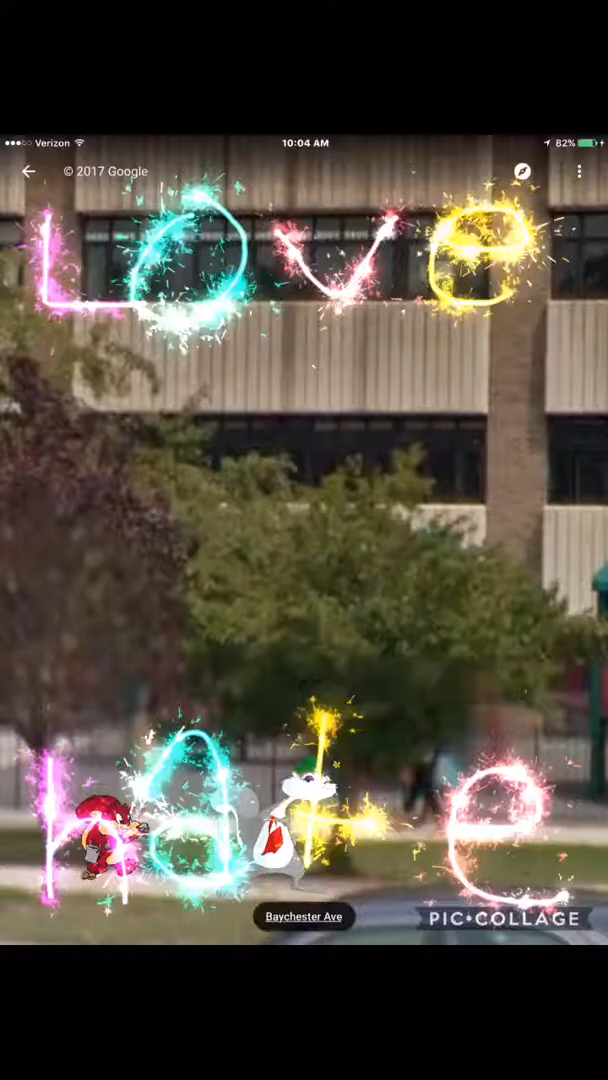 Verizon 10:04 AM 82%
© 2017 Google
Love
hate
Baychester Ave
PIC•COLLAGE